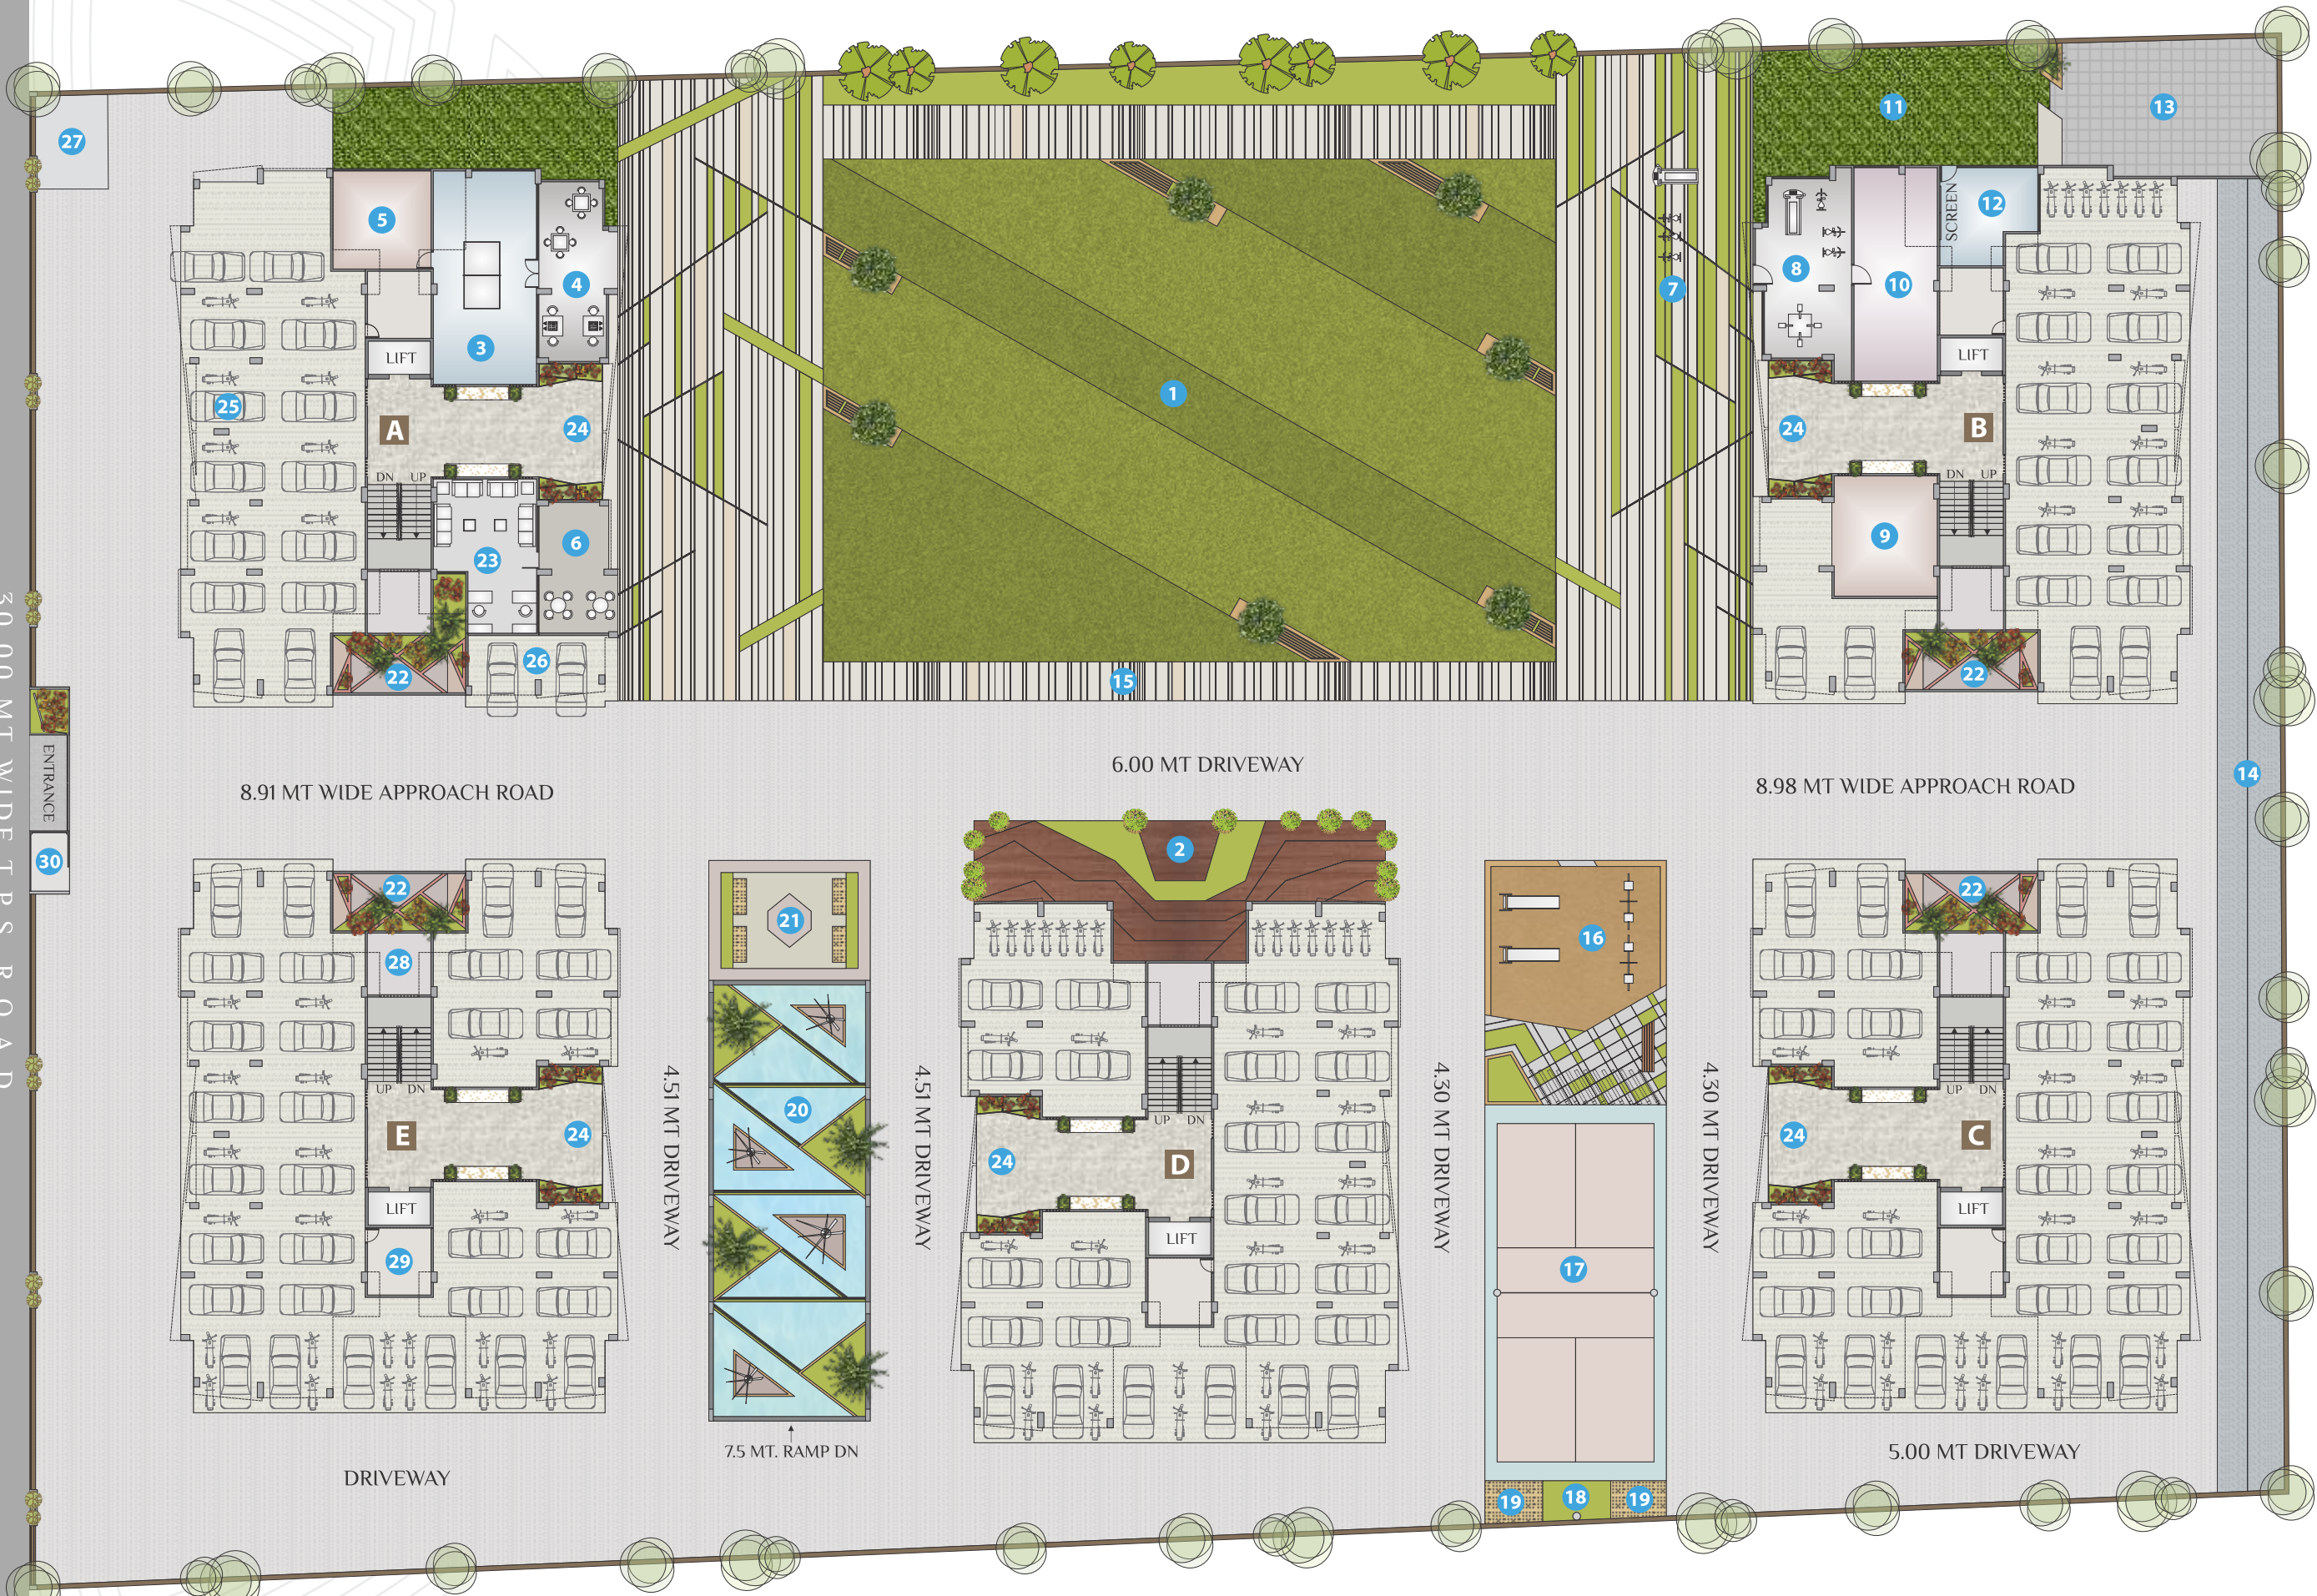 11
13
27
12
SCREEN
5
8
4
7
10
3
LIFT
LIFT
1
25
A
24
24
B
DN UP
DN UP
9
6
23
26
22
22
15
30.00 MT WIDE T.P.S. ROAD
ENTRANCE
6.00 MT DRIVEWAY
14
8.91 MT WIDE APPROACH ROAD
8.98 MT WIDE APPROACH ROAD
2
30
22
22
21
16
28
4.51 MT DRIVEWAY
4.51 MT DRIVEWAY
4.30 MT DRIVEWAY
4.30 MT DRIVEWAY
UP DN
20
UP DN
UP DN
E
24
24
D
24
C
LIFT
LIFT
LIFT
29
17
7.5 MT. RAMP DN
5.00 MT DRIVEWAY
DRIVEWAY
19
18
19